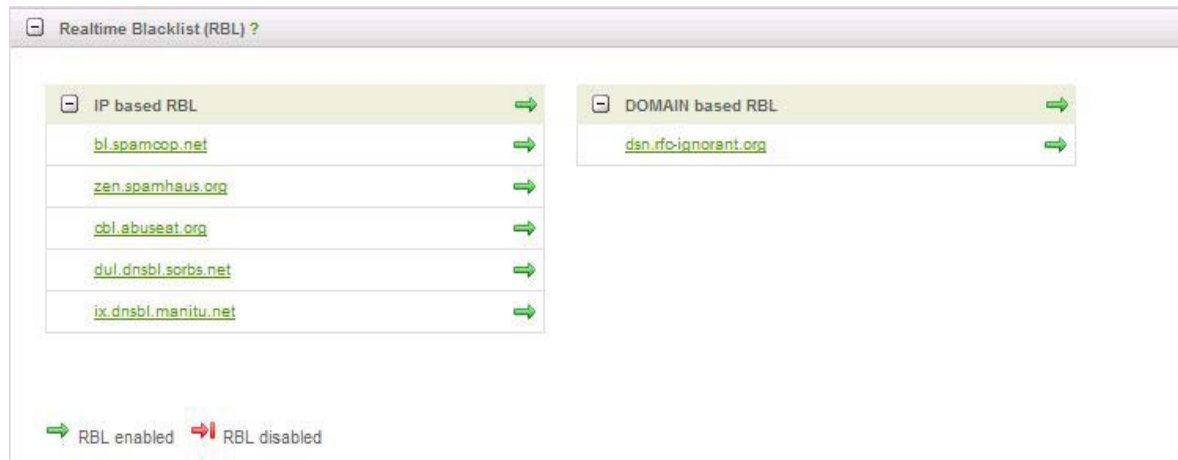 Realtime Blacklist (RBL) ?
IP based RBL
bl.spamcop.net
zen.spamhaus.org
cbl.abuseat.org
dul.dnsbl.sorbs.net
ix.dnsbl.manitu.net
DOMAIN based RBL
dsn.rfc-ignorant.org
RBL enabled RBL disabled